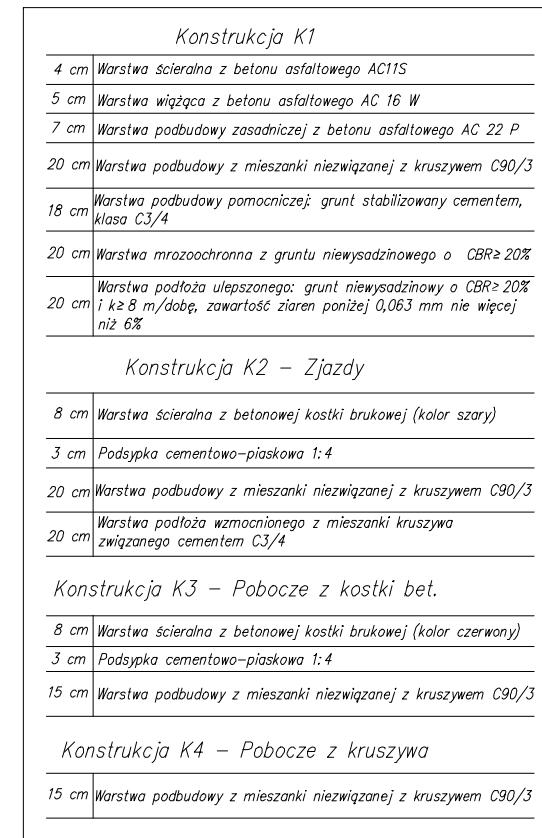 Konstrukcja K1
4 cm Warstwa ścieralna z betonu asfaltowego AC11S
5 cm Warstwa wiążąca z betonu asfaltowego AC 16 W
7 cm Warstwa podbudowy zasadniczej z betonu asfaltowego AC 22 P
20 cm Warstwa podbudowy z mieszanki niezwiązanej z kruszywem C90/3
18 cm Warstwa podbudowy pomocniczej: grunt stabilizowany cementem,
klasa C3/4
20 cm Warstwa mrozoochronna z gruntu niewysadzinowego o CBR≥20%
20 cm Warstwa podłoża ulepszonego: grunt niewysadzinowy o CBR≥20%
i k≥8 m/dobę, zawartość ziaren poniżej 0,063 mm nie więcej
niż 6%
Konstrukcja K2 – Zjazdy
8 cm Warstwa ścieralna z betonowej kostki brukowej (kolor szary)
3 cm Podsypka cementowo-piaskowa 1:4
20 cm Warstwa podbudowy z mieszanki niezwiązanej z kruszywem C90/3
20 cm Warstwa podłoża wzmocnionego z mieszanki kruszywa
związanego cementem C3/4
Konstrukcja K3 – Pobocze z kostki bet.
8 cm Warstwa ścieralna z betonowej kostki brukowej (kolor czerwony)
3 cm Podsypka cementowo-piaskowa 1:4
15 cm Warstwa podbudowy z mieszanki niezwiązanej z kruszywem C90/3
Konstrukcja K4 – Pobocze z kruszywa
15 cm Warstwa podbudowy z mieszanki niezwiązanej z kruszywem C90/3